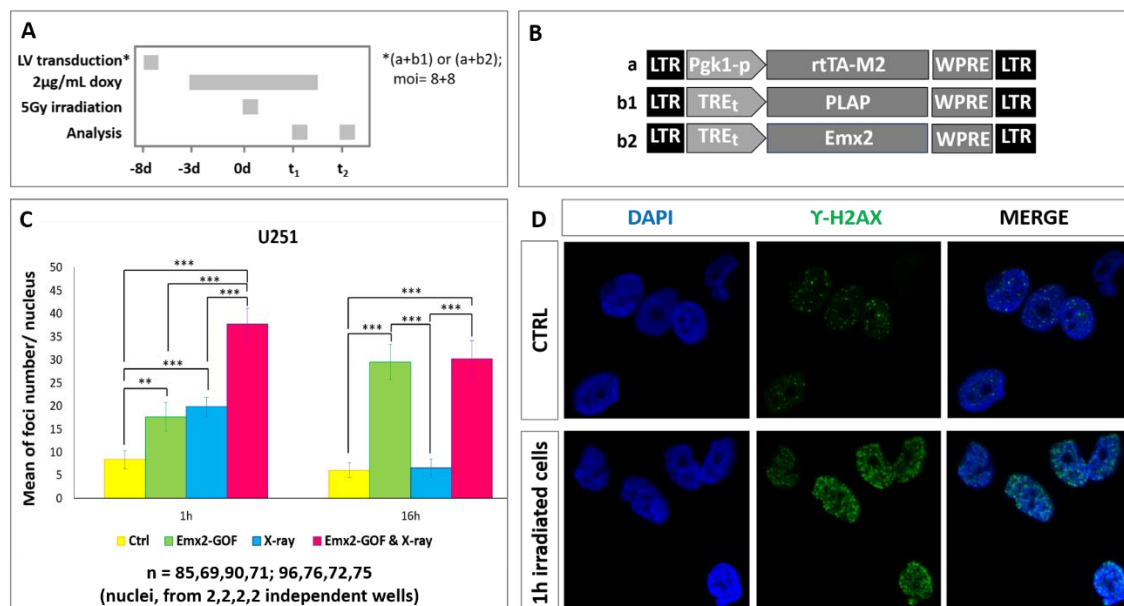 A
LV transduction*
2µg/mL doxy
5Gy irradiation
Analysis
-8d -3d 0d t₁ t₂
*(a+b1) or (a+b2);
moi= 8+8
B
a LTR Pgk1-p rtTA-M2 WPRE LTR
b1 LTR TREt PLAP WPRE LTR
b2 LTR TREt Emx2 WPRE LTR
C
U251
Mean of foci number/ nucleus
50
45
40
35
30
25
20
15
10
5
0
*** *** *** *** **
*** *** *** ***
1h 16h
Ctrl Emx2-GOF X-ray Emx2-GOF & X-ray
n = 85,69,90,71; 96,76,72,75
(nuclei, from 2,2,2,2 independent wells)
D
DAPI ϒ-H2AX MERGE
CTRL
1h irradiated cells